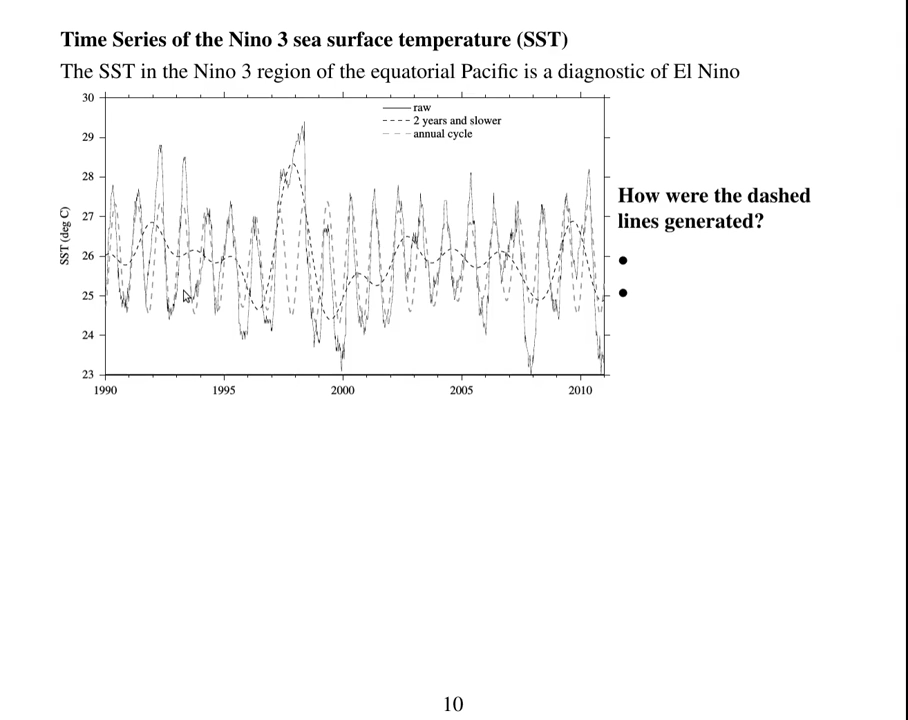 Time Series of the Nino 3 sea surface temperature (SST)
The SST in the Nino 3 region of the equatorial Pacific is a diagnostic of El Nino
30
29
28
27
26
25
24
23
SST (deg C)
raw
2 years and slower
annual cycle
1990
1995
2000
2005
2010
How were the dashed
lines generated?
•
•
10